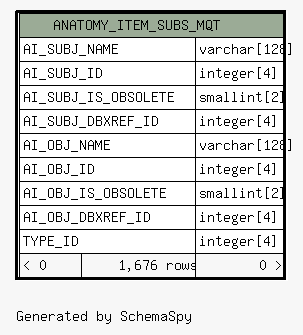 ANATOMY_ITEM_SUBS_MQT
AI_SUBJ_NAME varchar[128]
AI_SUBJ_ID integer[4]
AI_SUBJ_IS_OBSOLETE smallint[2]
AI_SUBJ_DBXREF_ID integer[4]
AI_OBJ_NAME varchar[128]
AI_OBJ_ID integer[4]
AI_OBJ_IS_OBSOLETE smallint[2]
AI_OBJ_DBXREF_ID integer[4]
TYPE_ID integer[4]
< 0 1,676 rows 0 >
Generated by SchemaSpy